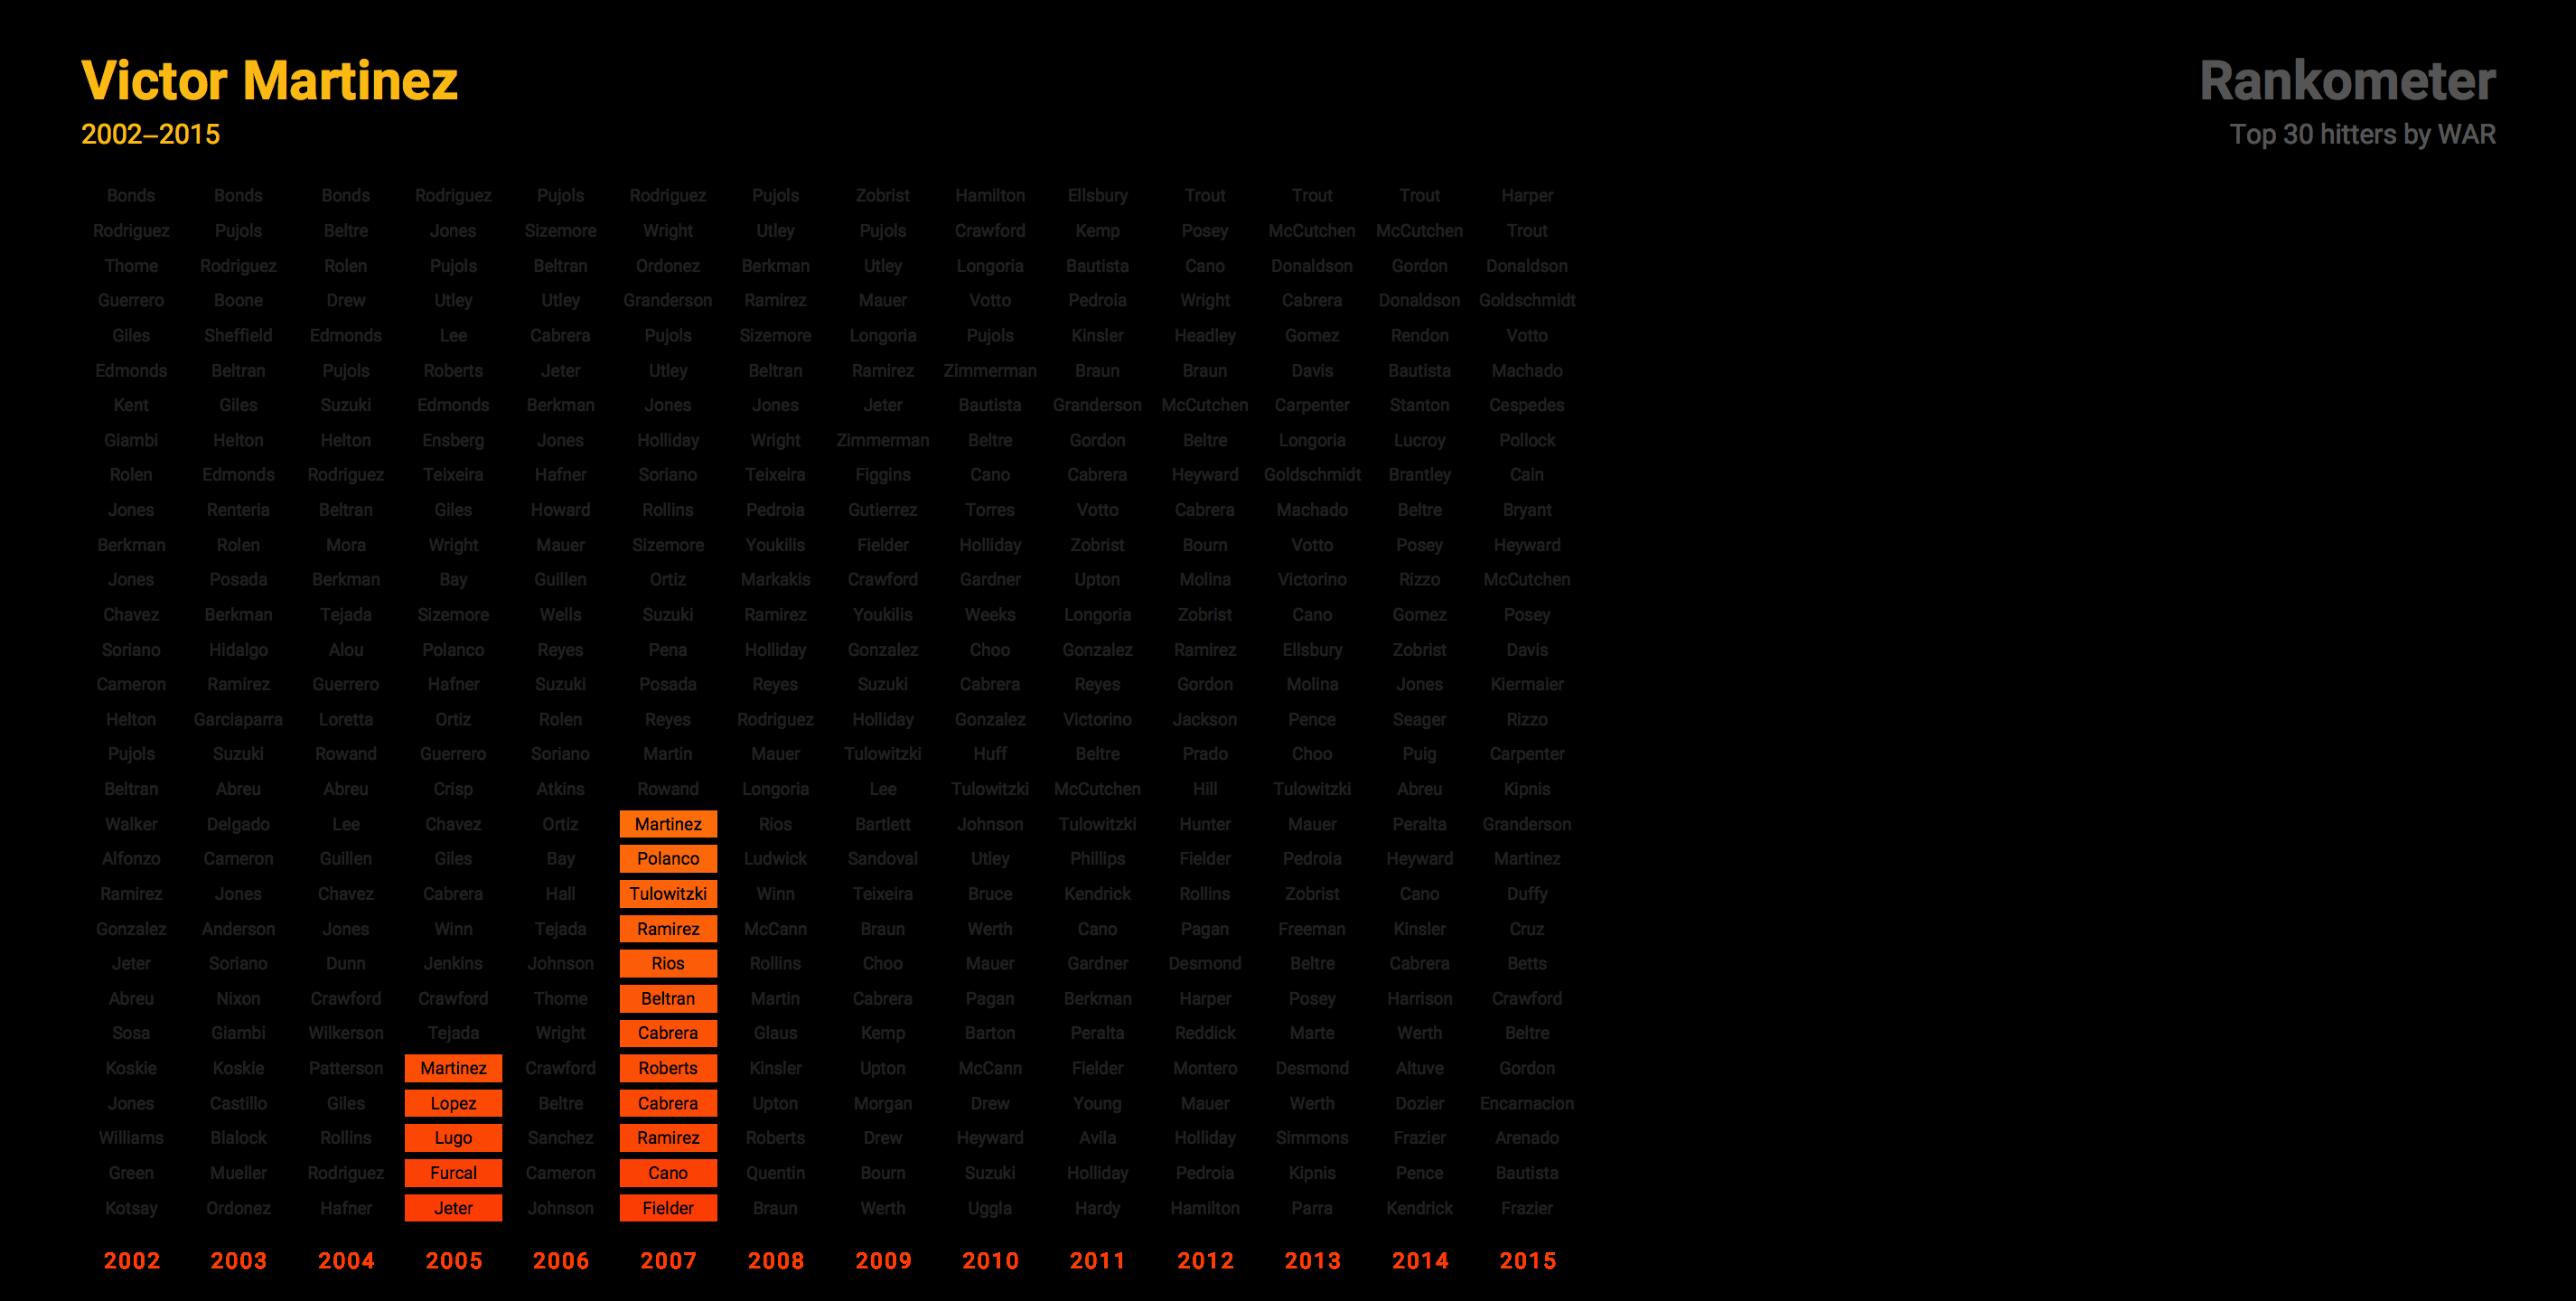 Victor Martinez
2002–2015
Rankometer
Top 30 hitters by WAR
Bonds Bonds Bonds Rodriguez Pujols Rodriguez Pujols Zobrist Hamilton Ellsbury Trout Trout Trout Harper
Rodriguez Pujols Beltre Jones Sizemore Wright Utley Pujols Crawford Kemp Posey McCutchen McCutchen Trout
Thome Rodriguez Rolen Pujols Beltran Ordonez Berkman Utley Longoria Bautista Cano Donaldson Gordon Donaldson
Guerrero Boone Drew Utley Utley Granderson Ramirez Mauer Votto Pedroia Wright Cabrera Donaldson Goldschmidt
Giles Sheffield Edmonds Lee Cabrera Pujols Sizemore Longoria Pujols Kinsler Headley Gomez Rendon Votto
Edmonds Beltran Pujols Roberts Jeter Utley Beltran Ramirez Zimmerman Braun Braun Davis Bautista Machado
Kent Giles Suzuki Edmonds Berkman Jones Jones Jeter Bautista Granderson McCutchen Carpenter Stanton Cespedes
Giambi Helton Helton Ensberg Jones Holliday Wright Zimmerman Beltre Gordon Beltre Longoria Lucroy Pollock
Rolen Edmonds Rodriguez Teixeira Hafner Soriano Teixeira Figgins Cano Cabrera Heyward Goldschmidt Brantley Cain
Jones Renteria Beltran Giles Howard Rollins Pedroia Gutierrez Torres Votto Cabrera Machado Beltre Bryant
Berkman Rolen Mora Wright Mauer Sizemore Youkilis Fielder Holliday Zobrist Bourn Votto Posey Heyward
Jones Posada Berkman Bay Guillen Ortiz Markakis Crawford Gardner Upton Molina Victorino Rizzo McCutchen
Chavez Berkman Tejada Sizemore Wells Suzuki Ramirez Youkilis Weeks Longoria Zobrist Cano Gomez Posey
Soriano Hidalgo Alou Polanco Reyes Pena Holliday Gonzalez Choo Gonzalez Ramirez Ellsbury Zobrist Davis
Cameron Ramirez Guerrero Hafner Suzuki Posada Reyes Suzuki Cabrera Reyes Gordon Molina Jones Kiermaier
Helton Garciaparra Loretta Ortiz Rolen Reyes Rodriguez Holliday Gonzalez Victorino Jackson Pence Seager Rizzo
Pujols Suzuki Rowand Guerrero Soriano Martin Mauer Tulowitzki Huff Beltre Prado Choo Puig Carpenter
Beltran Abreu Abreu Crisp Atkins Rowand Longoria Lee Tulowitzki McCutchen Hill Tulowitzki Abreu Kipnis
Walker Delgado Lee Chavez Ortiz Martinez Rios Bartlett Johnson Tulowitzki Hunter Mauer Peralta Granderson
Alfonzo Cameron Guillen Giles Bay Polanco Ludwick Sandoval Utley Phillips Fielder Pedroia Heyward Martinez
Ramirez Jones Chavez Cabrera Hall Tulowitzki Winn Teixeira Bruce Kendrick Rollins Zobrist Cano Duffy
Gonzalez Anderson Jones Winn Tejada Ramirez McCann Braun Werth Cano Pagan Freeman Kinsler Cruz
Jeter Soriano Dunn Jenkins Johnson Rios Rollins Choo Mauer Gardner Desmond Beltre Cabrera Betts
Abreu Nixon Crawford Crawford Thome Beltran Martin Cabrera Pagan Berkman Harper Posey Harrison Crawford
Sosa Giambi Wilkerson Tejada Wright Cabrera Glaus Kemp Barton Peralta Reddick Marte Werth Beltre
Koskie Koskie Patterson Martinez Crawford Roberts Kinsler Upton McCann Fielder Montero Desmond Altuve Gordon
Jones Castillo Giles Lopez Beltre Cabrera Upton Morgan Drew Young Mauer Werth Dozier Encarnacion
Williams Blalock Rollins Lugo Sanchez Ramirez Roberts Drew Heyward Avila Holliday Simmons Frazier Arenado
Green Mueller Rodriguez Furcal Cameron Cano Quentin Bourn Suzuki Holliday Pedroia Kipnis Pence Bautista
Kotsay Ordonez Hafner Jeter Johnson Fielder Braun Werth Uggla Hardy Hamilton Parra Kendrick Frazier
2002 2003 2004 2005 2006 2007 2008 2009 2010 2011 2012 2013 2014 2015